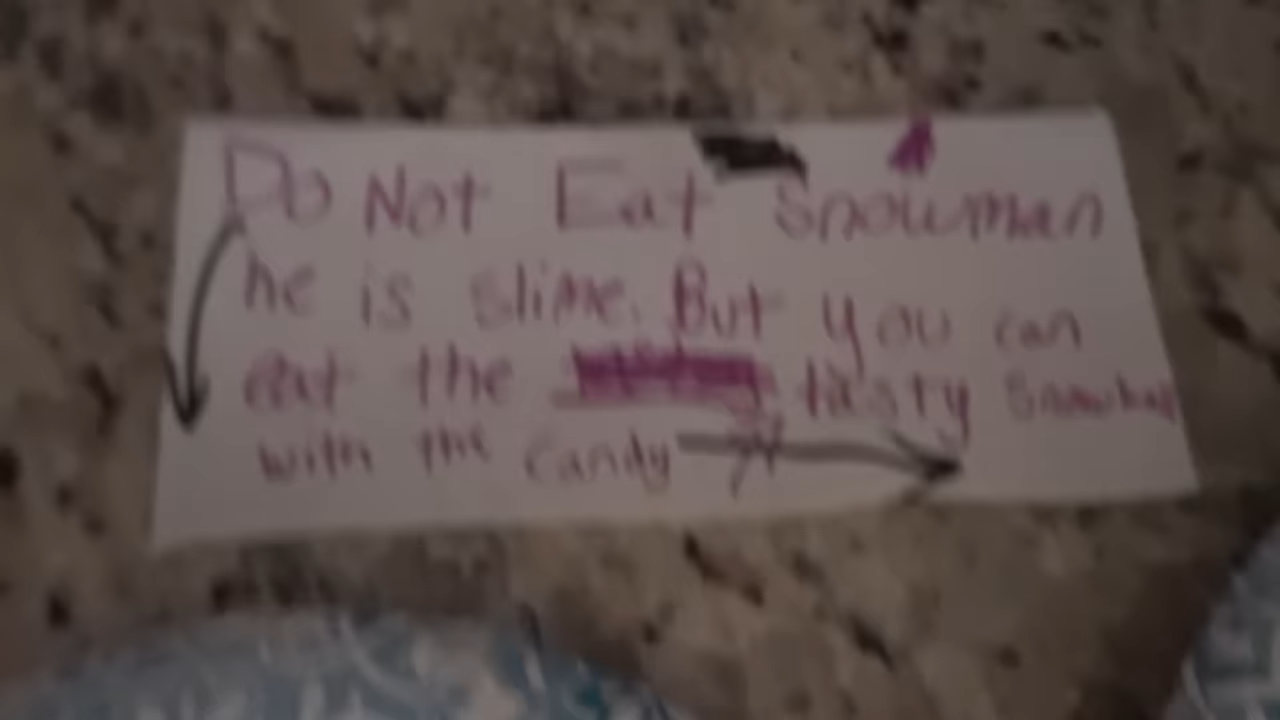 Do Not Eat Snowman
he is slime. But you can
eat the tasty
with the candy